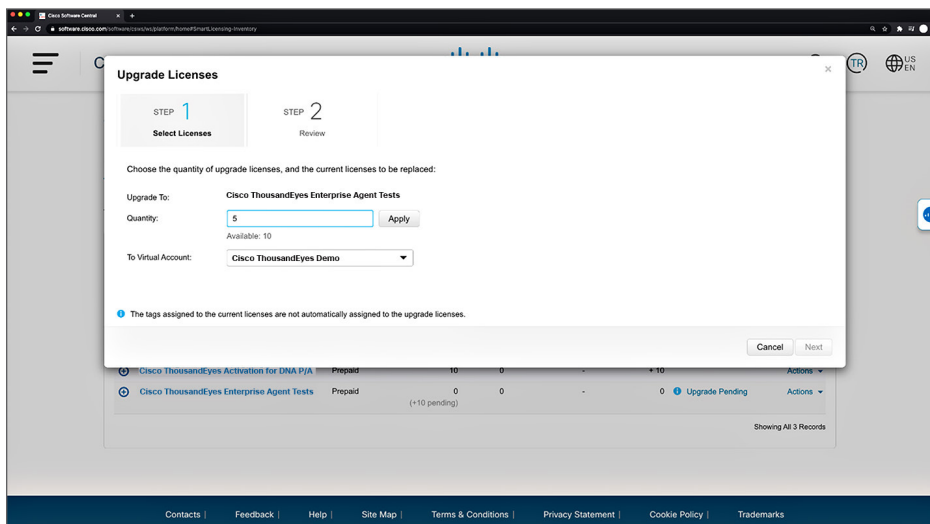 Cisco Software Central
software.cisco.com/software/csws/ws/platform/home#SmartLicensing-Inventory
TR
US
EN
Upgrade Licenses
STEP 1
Select Licenses
STEP 2
Review
Choose the quantity of upgrade licenses, and the current licenses to be replaced:
Upgrade To: Cisco ThousandEyes Enterprise Agent Tests
Quantity: 5 Apply
Available: 10
To Virtual Account: Cisco ThousandEyes Demo
The tags assigned to the current licenses are not automatically assigned to the upgrade licenses.
Cancel Next
Cisco ThousandEyes Activation for DNA P/A Prepaid 10 0 - + 10 Actions
Cisco ThousandEyes Enterprise Agent Tests Prepaid 0 0 - 0 Upgrade Pending Actions
(+10 pending)
Showing All 3 Records
Contacts | Feedback | Help | Site Map | Terms & Conditions | Privacy Statement | Cookie Policy | Trademarks